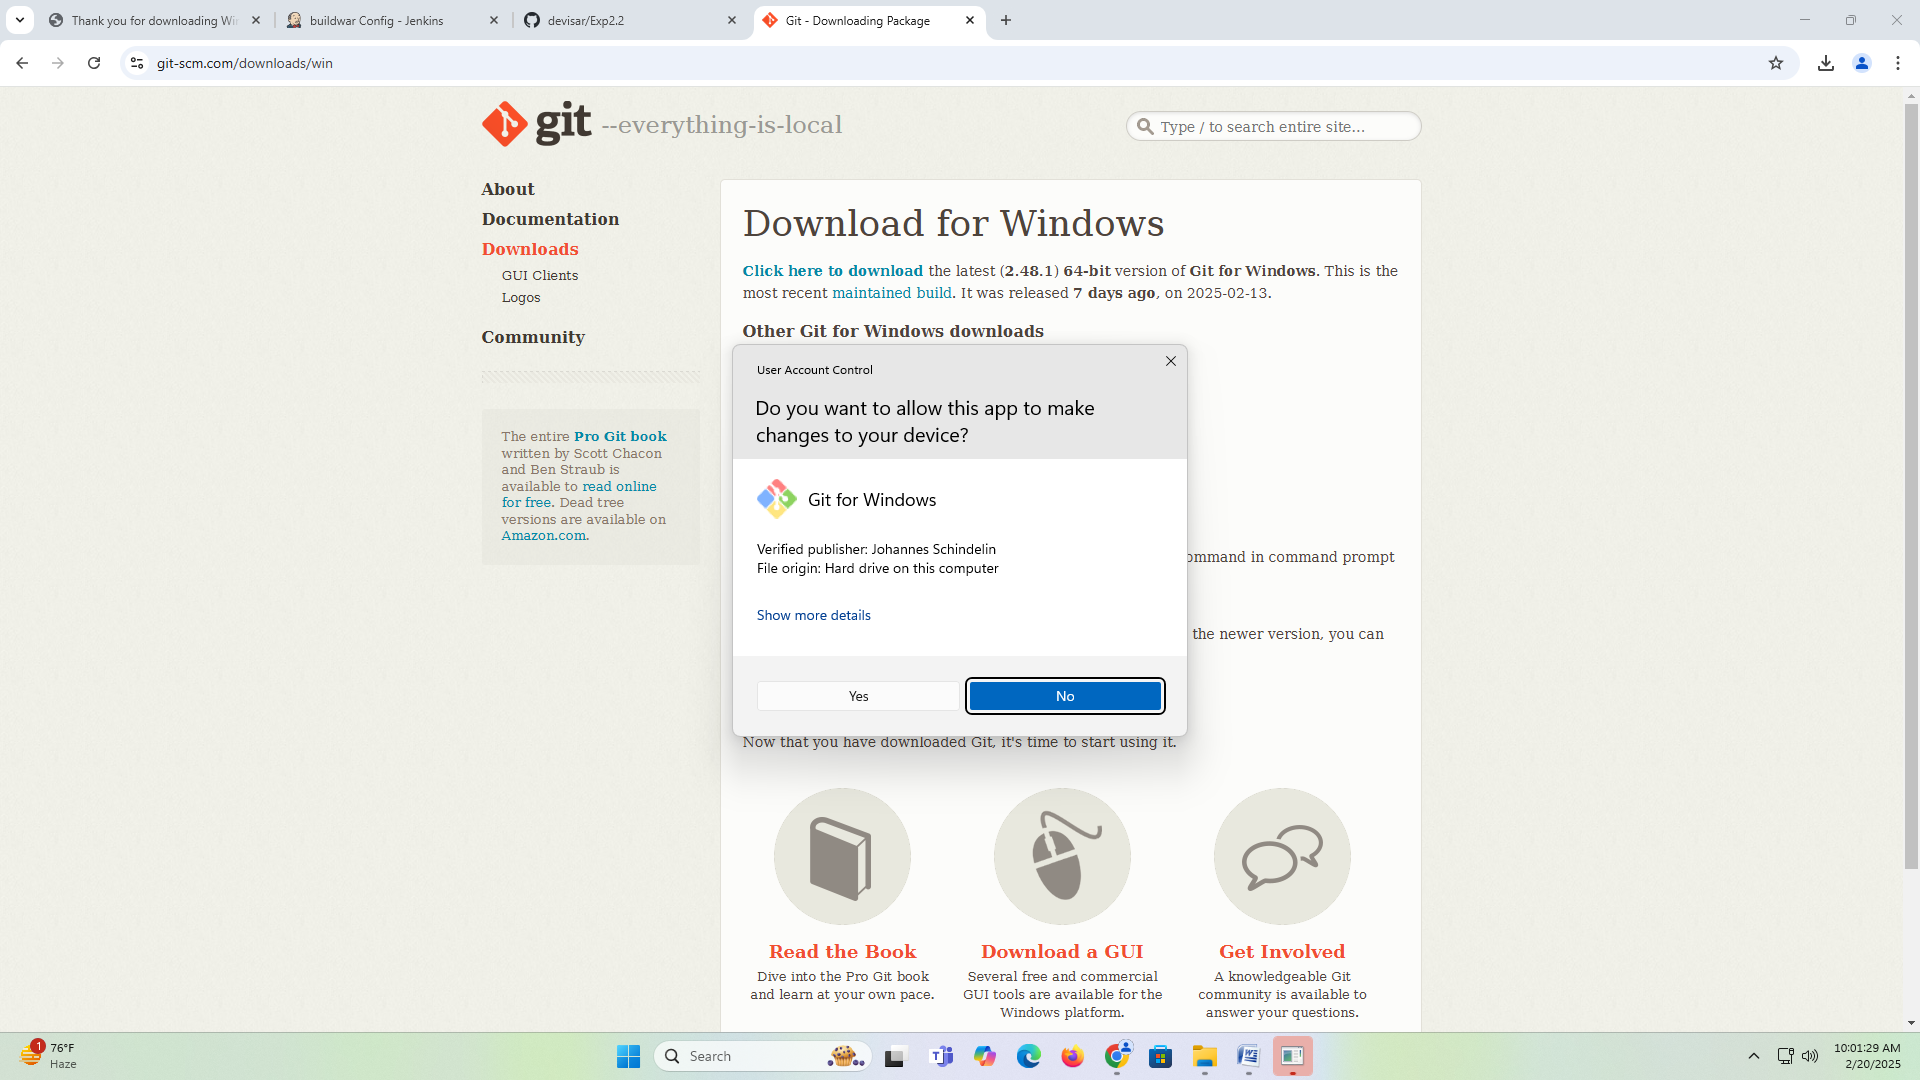 Thank you for downloading Wi
buildwar Config - Jenkins
devisar/Exp2.2
Git - Downloading Package
git-scm.com/downloads/win
git --everything-is-local
Type / to search entire site...
About
Documentation
Downloads
GUI Clients
Logos
Community
The entire Pro Git book
written by Scott Chacon
and Ben Straub is
available to read online
for free. Dead tree
versions are available on
Amazon.com.
Download for Windows
Click here to download the latest (2.48.1) 64-bit version of Git for Windows. This is the
most recent maintained build. It was released 7 days ago, on 2025-02-13.
Other Git for Windows downloads
User Account Control
Do you want to allow this app to make
changes to your device?
Git for Windows
Verified publisher: Johannes Schindelin
File origin: Hard drive on this computer
Show more details
Yes
No
ommand in command prompt
the newer version, you can
Now that you have downloaded Git, it's time to start using it.
Read the Book
Dive into the Pro Git book
and learn at your own pace.
Download a GUI
Several free and commercial
GUI tools are available for the
Windows platform.
Get Involved
A knowledgeable Git
community is available to
answer your questions.
1
76°F
Haze
Search
10:01:29 AM
2/20/2025